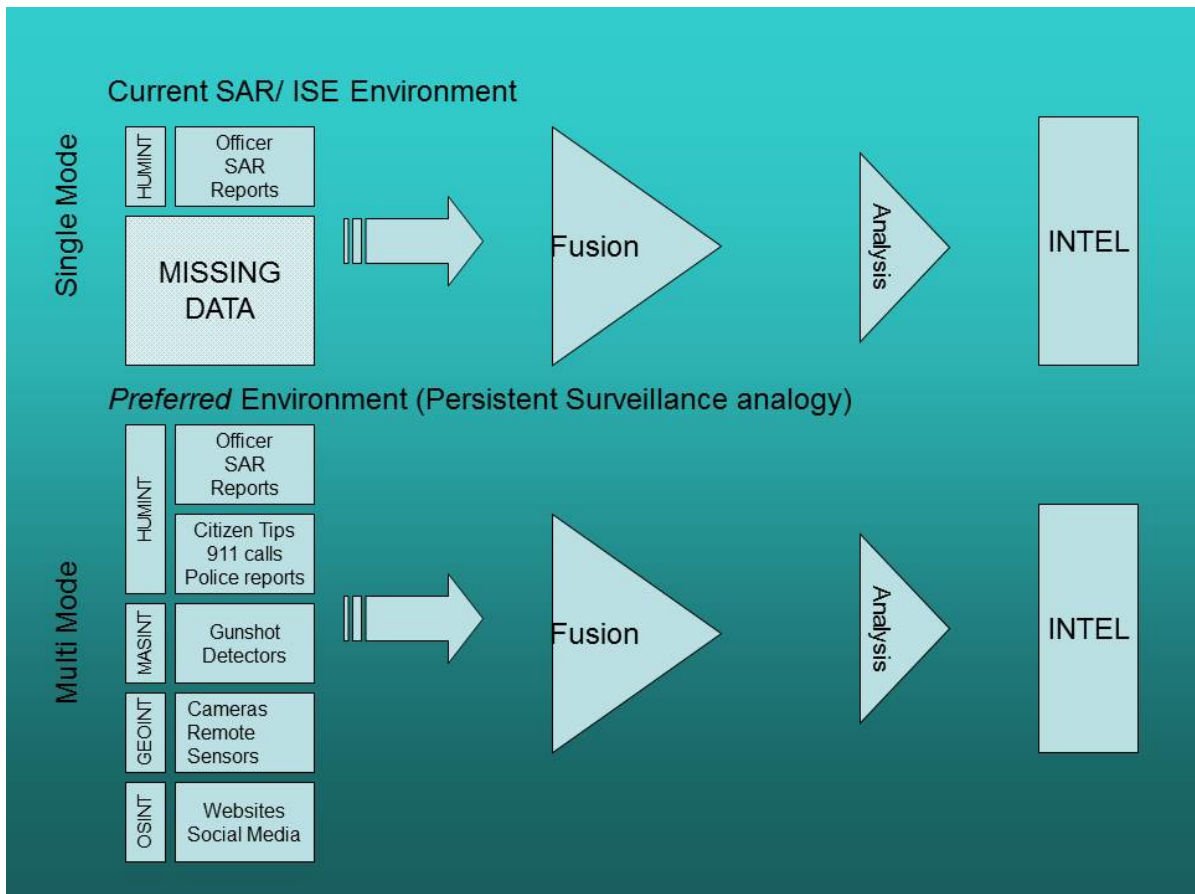 Current SAR/ ISE Environment
Single Mode
HUMINT
Officer
SAR
Reports
MISSING
DATA
Fusion
Analysis
INTEL
Preferred Environment (Persistent Surveillance analogy)
Multi Mode
HUMINT
Officer
SAR
Reports
Citizen Tips
911 calls
Police reports
MASINT
Gunshot
Detectors
GEOINT
Cameras
Remote
Sensors
OSINT
Websites
Social Media
Fusion
Analysis
INTEL